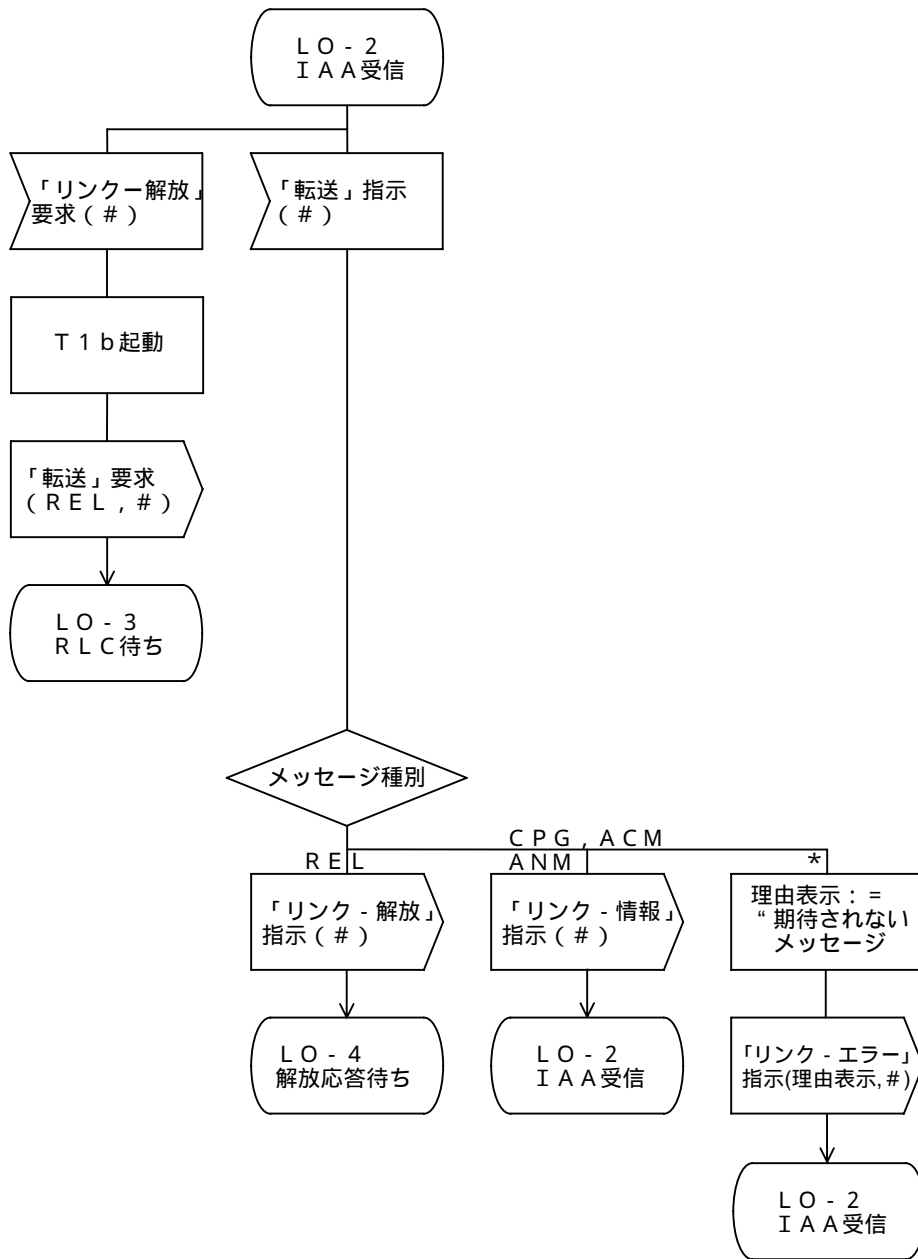 ＬＯ‐２
ＩＡＡ受信
「リンクー解放」
要求（＃）
「転送」指示
（＃）
Ｔ１ｂ起動
「転送」要求
（ＲＥＬ，＃）
ＬＯ‐３
ＲＬＣ待ち
メッセージ種別
ＲＥＬ
ＣＰＧ，ＡＣＭ
ＡＮＭ
＊
「リンク‐解放」
指示（＃）
「リンク‐情報」
指示（＃）
理由表示：＝
“期待されない
メッセージ
ＬＯ‐４
解放応答待ち
ＬＯ‐２
ＩＡＡ受信
「リンク‐エラー」
指示(理由表示,＃)
ＬＯ‐２
ＩＡＡ受信